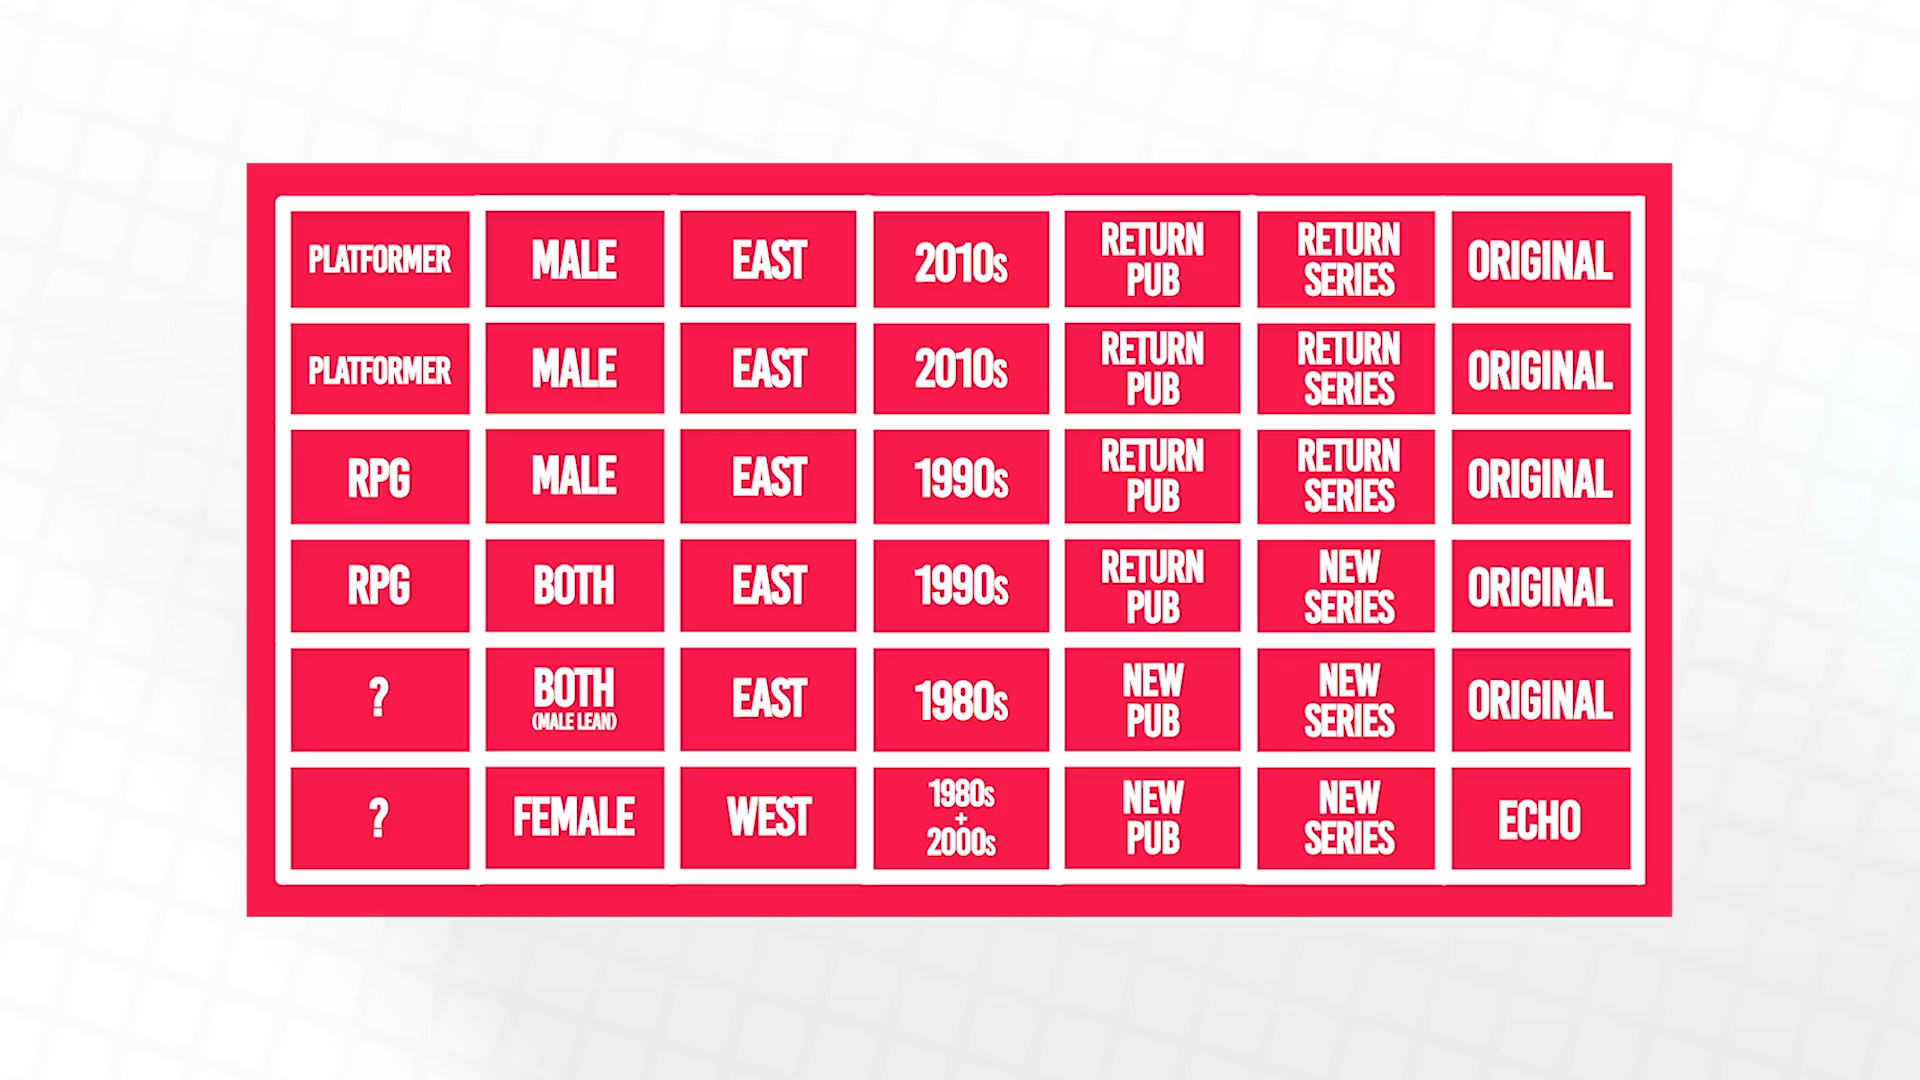 PLATFORMER MALE EAST 2010s RETURN PUB RETURN SERIES ORIGINAL
PLATFORMER MALE EAST 2010s RETURN PUB RETURN SERIES ORIGINAL
RPG MALE EAST 1990s RETURN PUB RETURN SERIES ORIGINAL
RPG BOTH EAST 1990s RETURN PUB NEW SERIES ORIGINAL
? BOTH (MALE LEAN) EAST 1980s NEW PUB NEW SERIES ORIGINAL
? FEMALE WEST 1980s + 2000s NEW PUB NEW SERIES ECHO